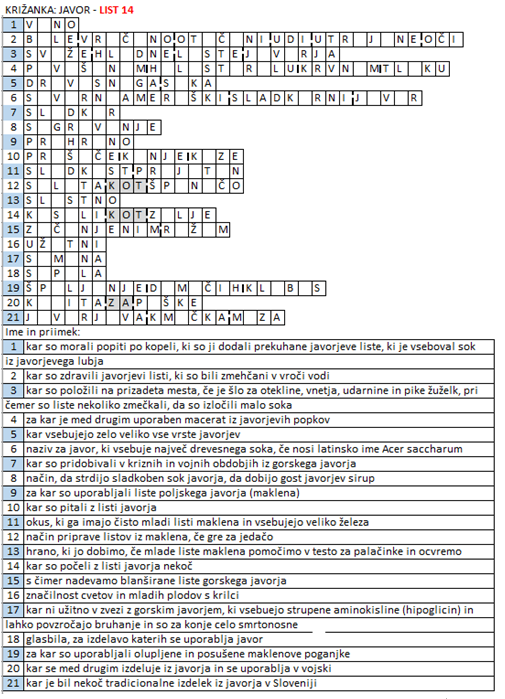 KRIŽANKA: JAVOR - LIST 14
1 V N O
2 B L E V R Č N O O T Č N I U D I U T R J N E O Č I
3 S V Ž E H L D N E L S T E J V R J A
4 P V Š N M H L S T R L U K R V N M T L K U
5 D R V S N G A S K A
6 S V R N A M E R Š K I S L A D K R N I J V R
7 S L D K R
8 S G R V N J E
9 P R H R N O
10 P R Š Č E K N J E I K Z E
11 S L D K S T P R J T N
12 S L T A K O T Š P N Č O
13 S L S T N O
14 K S L I K O T Z L J E
15 Z Č N J E N I M R Ž M
16 U Ž T N I
17 S M N A
18 S P L A
19 Š P L J N J E D M Č I H K L B S
20 K I T A Z A P Š K E
21 J V R J V A K M Č K A M Z A
Ime in priimek:
1 kar so morali popiti po kopeli, ki so ji dodali prekuhane javorjeve liste, ki je vseboval sok
iz javorjevega lubja
2 kar so zdravili javorjevi listi, ki so bili zmehčani v vroči vodi
3 kar so položili na prizadeta mesta, če je šlo za otekline, vnetja, udarnine in pike žuželk, pri
čemer so liste nekoliko zmečkali, da so izločili malo soka
4 za kar je med drugim uporaben macerat iz javorjevih popkov
5 kar vsebujejo zelo veliko vse vrste javorjev
6 naziv za javor, ki vsebuje največ drevesnega soka, če nosi latinsko ime Acer saccharum
7 kar so pridobivali v kriznih in vojnih obdobjih iz gorskega javorja
8 način, da strdijo sladkoben sok javorja, da dobijo gost javorjev sirup
9 za kar so uporabljali liste poljskega javorja (maklena)
10 kar so pitali z listi javorja
11 okus, ki ga imajo čisto mladi listi maklena in vsebujejo veliko železa
12 način priprave listov iz maklena, če gre za jedačo
13 hrano, ki jo dobimo, če mlade liste maklena pomočimo v testo za palačinke in ocvremo
14 kar so počeli z listi javorja nekoč
15 s čimer nadevamo blanširane liste gorskega javorja
16 značilnost cvetov in mladih plodov s krilci
17 kar ni užitno v zvezi z gorskim javorjem, ki vsebuejo strupene aminokisline (hipoglicin) in
lahko povzročajo bruhanje in so za konje celo smrtonosne
18 glasbila, za izdelavo katerih se uporablja javor
19 za kar so uporabljali olupljene in posušene maklenove poganjke
20 kar se med drugim izdeluje iz javorja in se uporablja v vojski
21 kar je bil nekoč tradicionalne izdelek iz javorja v Sloveniji